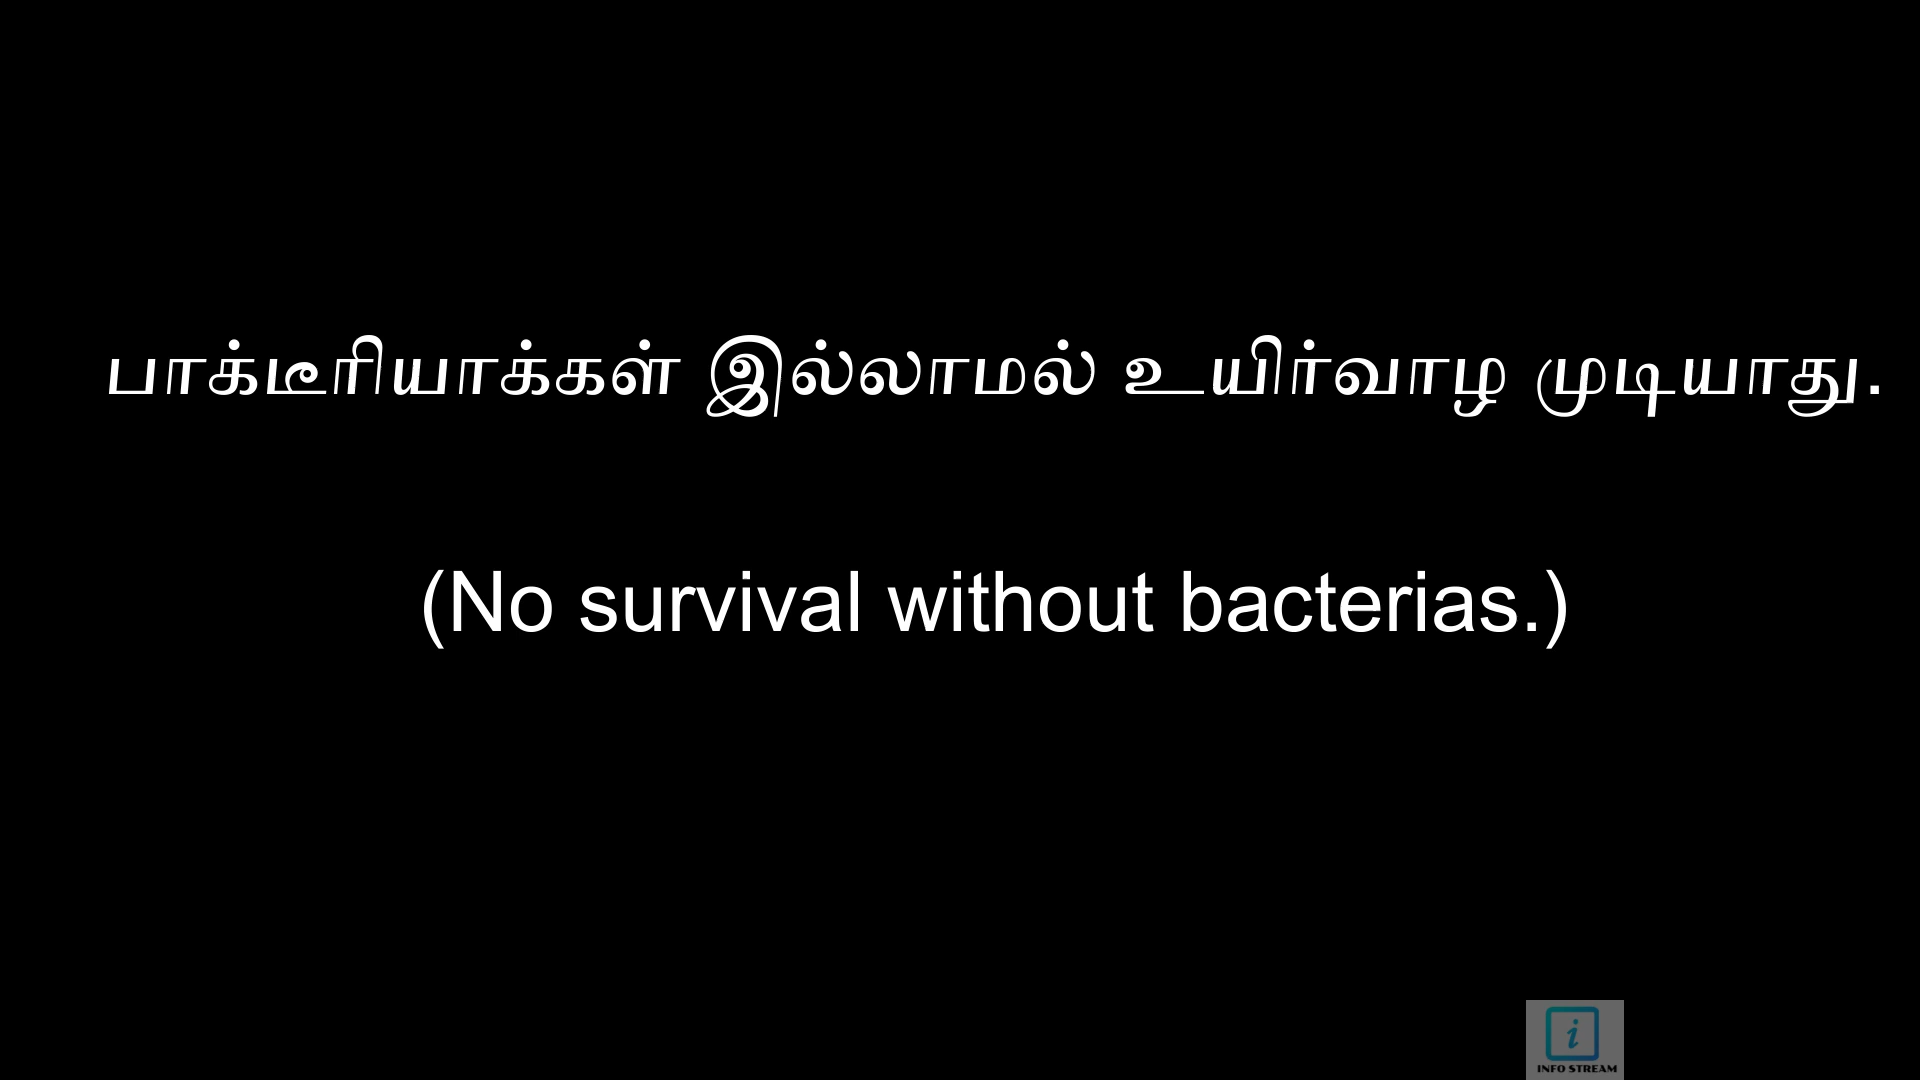 பாக்டீரியாக்கள் இல்லாமல் உயிர்வாழ முடியாது.
(No survival without bacterias.)
i
INFO STREAM